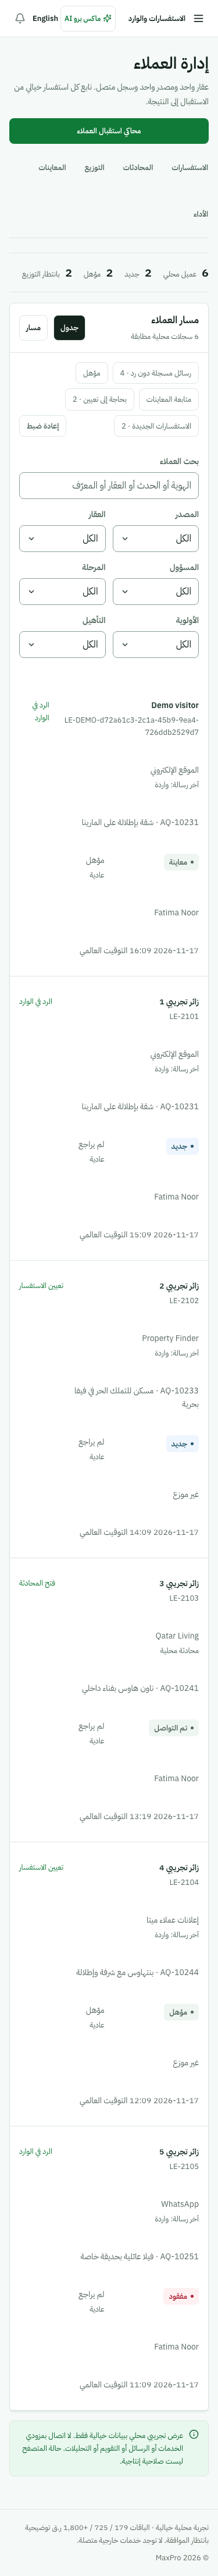 الاستفسارات والوارد
ماكس برو AI
English
إدارة العملاء
عقار واحد ومصدر واحد وسجل متصل. تابع كل استفسار خيالي من
الاستقبال إلى النتيجة.
محاكي استقبال العملاء
الاستفسارات
المحادثات
التوزيع
المعاينات
الأداء
6 عميل محلي
2 جديد
2 مؤهل
2 بانتظار التوزيع
مسار العملاء
6 سجلات محلية مطابقة
جدول
مسار
رسائل مسجلة دون رد · 4
مؤهل
متابعة المعاينات
بحاجة إلى تعيين · 2
الاستفسارات الجديدة · 2
إعادة ضبط
بحث العملاء
الهوية أو الحدث أو العقار أو المعرّف
المصدر
العقار
الكل
الكل
المسؤول
المرحلة
الكل
الكل
الأولوية
التأهيل
الكل
الكل
Demo visitor
الرد في
الوارد
LE-DEMO-d72a61c3-2c1a-45b9-9ea4-
726ddb2529d7
الموقع الإلكتروني
آخر رسالة: واردة
AQ-10231 · شقة بإطلالة على المارينا
معاينة
مؤهل
عادية
Fatima Noor
2026-11-17 16:09 التوقيت العالمي
زائر تجريبي 1
الرد في الوارد
LE-2101
الموقع الإلكتروني
آخر رسالة: واردة
AQ-10231 · شقة بإطلالة على المارينا
جديد
لم يراجع
عادية
Fatima Noor
2026-11-17 15:09 التوقيت العالمي
زائر تجريبي 2
تعيين الاستفسار
LE-2102
Property Finder
آخر رسالة: واردة
AQ-10233 · مسكن للتملك الحر في فيفا
بحرية
جديد
لم يراجع
عادية
غير موزع
2026-11-17 14:09 التوقيت العالمي
زائر تجريبي 3
فتح المحادثة
LE-2103
Qatar Living
محادثة محلية
AQ-10241 · تاون هاوس بفناء داخلي
تم التواصل
لم يراجع
عادية
Fatima Noor
2026-11-17 13:19 التوقيت العالمي
زائر تجريبي 4
تعيين الاستفسار
LE-2104
إعلانات عملاء ميتا
آخر رسالة: واردة
AQ-10244 · بنتهاوس مع شرفة وإطلالة
مؤهل
مؤهل
عادية
غير موزع
2026-11-17 12:09 التوقيت العالمي
زائر تجريبي 5
الرد في الوارد
LE-2105
WhatsApp
آخر رسالة: واردة
AQ-10251 · فيلا عائلية بحديقة خاصة
مفقود
لم يراجع
عادية
Fatima Noor
2026-11-17 11:09 التوقيت العالمي
عرض تجريبي محلي ببيانات خيالية فقط. لا اتصال بمزودي
الخدمات أو الرسائل أو التقويم أو التحليلات. حالة المتصفح
ليست صلاحية إنتاجية.
تجربة محلية خيالية · الباقات 179 / 725 / +1,800 ر.ق توضيحية
بانتظار الموافقة. لا توجد خدمات خارجية متصلة.
© 2026 MaxPro